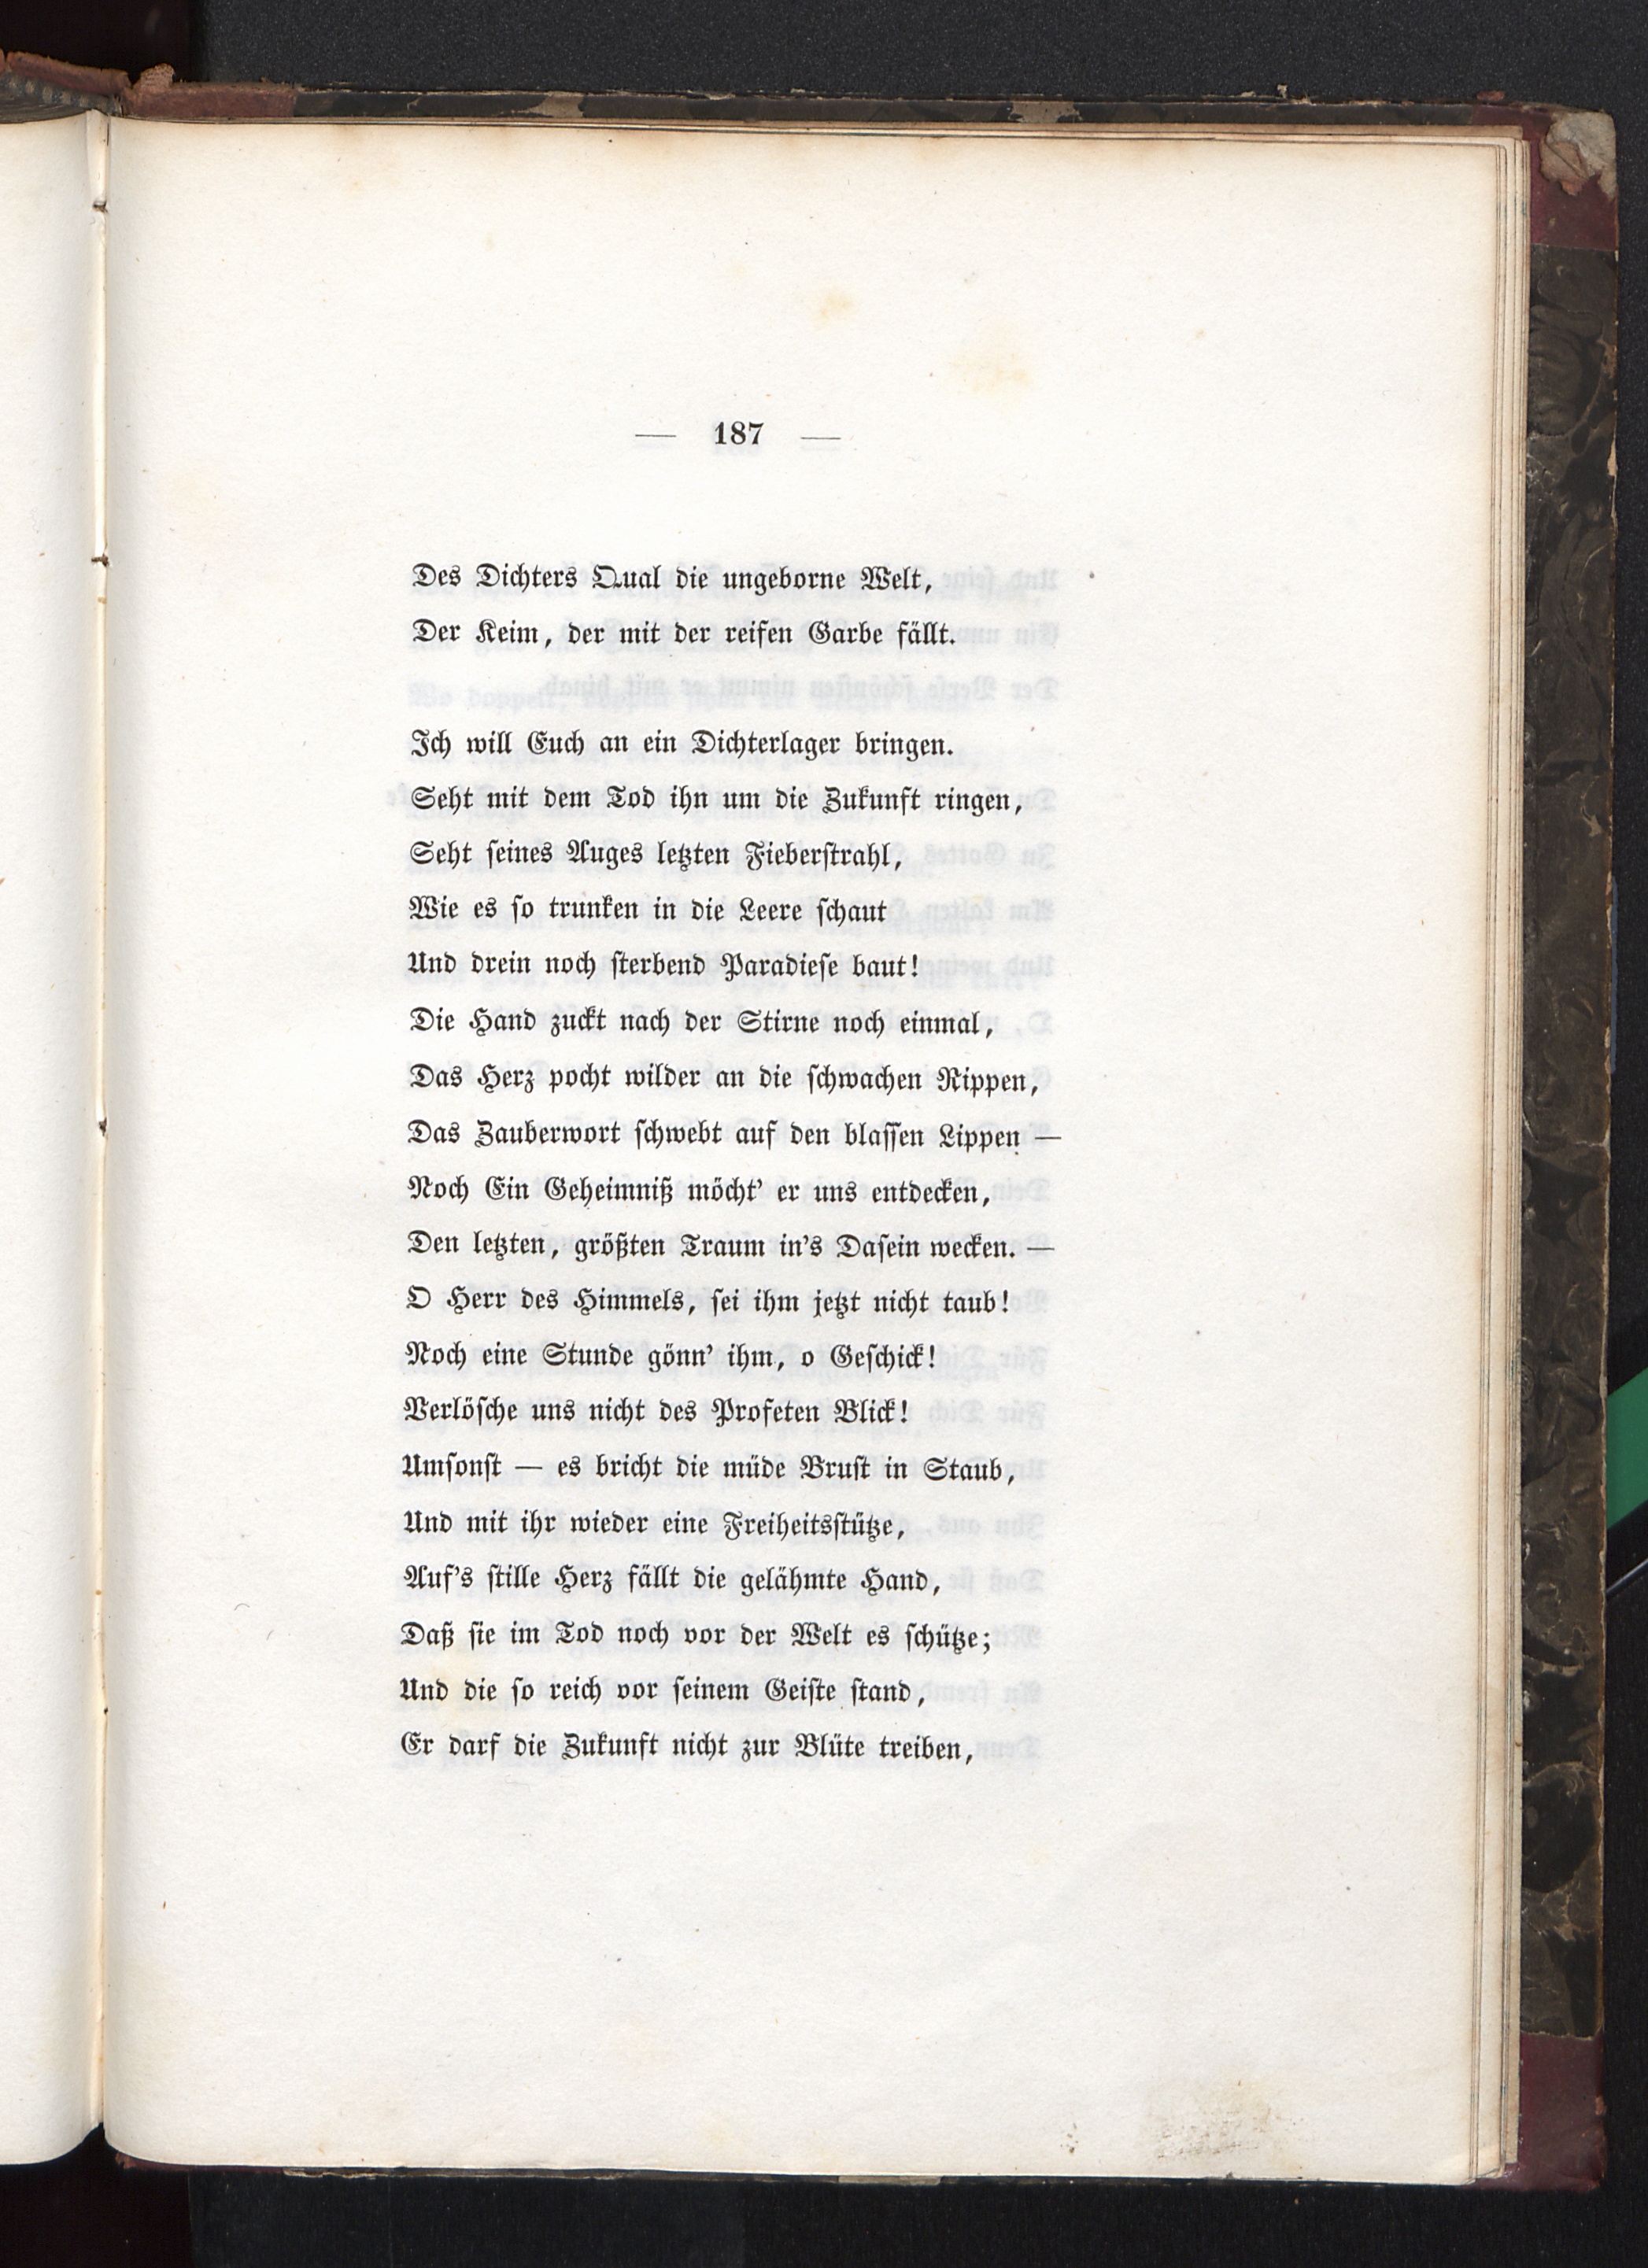 — 187 —
Des Dichters Qual die ungeborne Welt,
Der Keim, der mit der reifen Garbe fällt.
Ich will Euch an ein Dichterlager bringen.
Seht mit dem Tod ihn um die Zukunft ringen,
Seht ſeines Auges letzten Fieberſtrahl,
Wie es ſo trunken in die Leere ſchaut
Und drein noch ſterbend Paradieſe baut!
Die Hand zuckt nach der Stirne noch einmal,
Das Herz pocht wilder an die ſchwachen Rippen,
Das Zauberwort ſchwebt auf den blaſſen Lippen —
Noch Ein Geheimniß möcht' er uns entdecken,
Den letzten, größten Traum in's Daſein wecken. —
O Herr des Himmels, ſei ihm jetzt nicht taub!
Noch eine Stunde gönn' ihm, o Geſchick!
Verlöſche uns nicht des Profeten Blick!
Umſonſt — es bricht die müde Bruſt in Staub,
Und mit ihr wieder eine Freiheitsſtütze,
Auf's ſtille Herz fällt die gelähmte Hand,
Daß ſie im Tod noch vor der Welt es ſchütze;
Und die ſo reich vor ſeinem Geiſte ſtand,
Er darf die Zukunft nicht zur Blüte treiben,